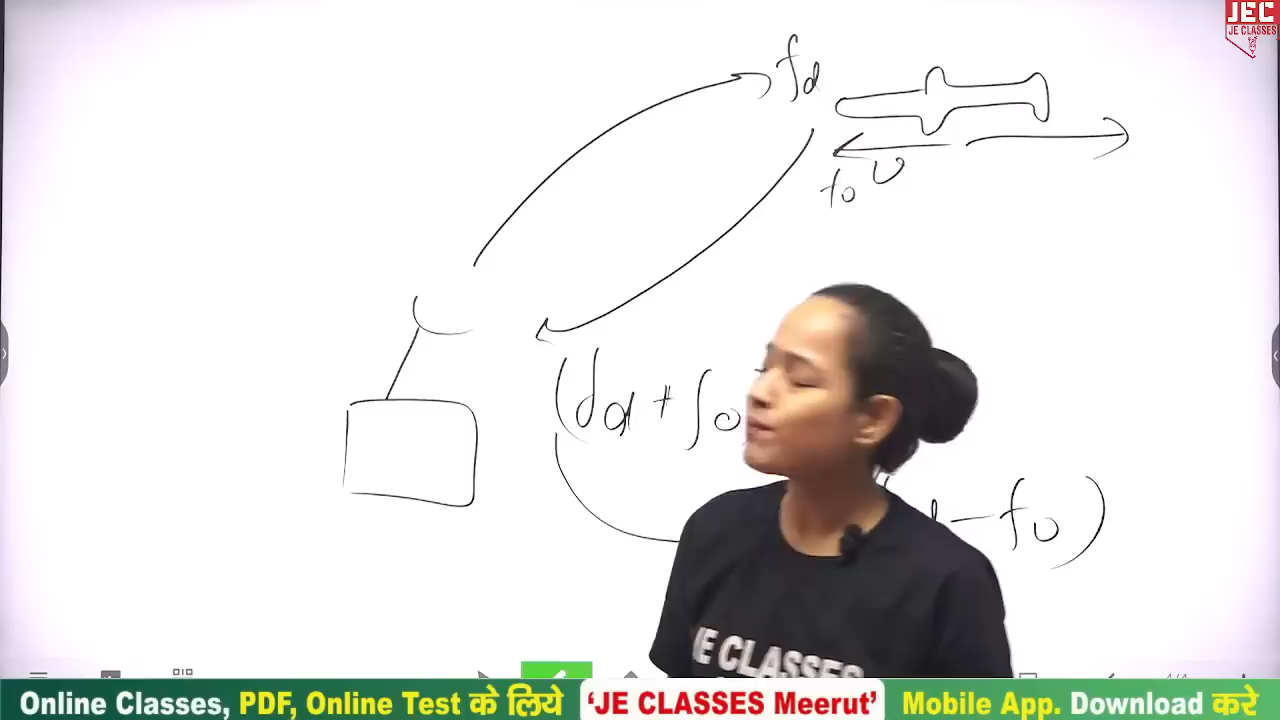 JEC
JE CLASSES
fd
v
fo
(fd + fo
- fo)
JE CLASSES
Online Classes, PDF, Online Test के लिये 'JE CLASSES Meerut' Mobile App. Download करे